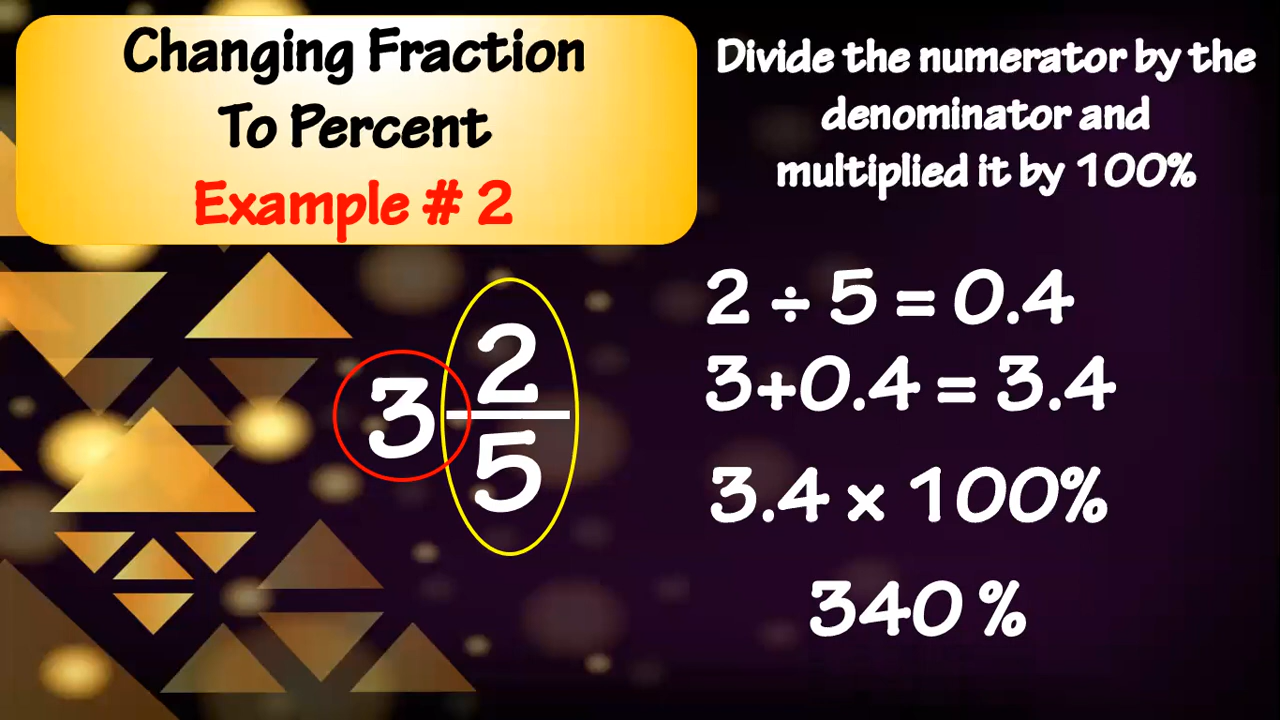 Changing Fraction
To Percent
Example # 2
Divide the numerator by the
denominator and
multiplied it by 100%
3 2/5
2 ÷ 5 = 0.4
3+0.4 = 3.4
3.4 x 100%
340 %